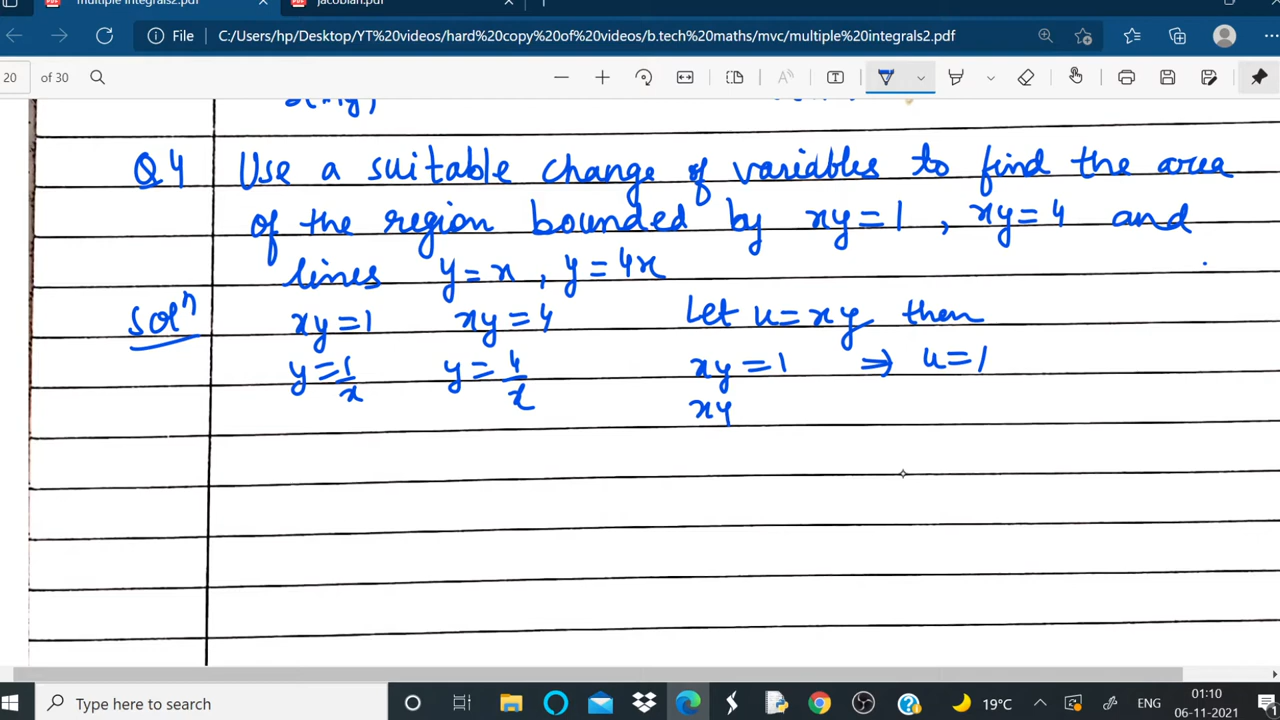 multiple integrals2.pdf
jacobian.pdf
File C:/Users/hp/Desktop/YT%20videos/hard%20copy%20of%20videos/b.tech%20maths/mvc/multiple%20integrals2.pdf
20 of 30
Q4 Use a suitable change of variables to find the area
of the region bounded by xy=1, xy=4 and
lines y=x, y=4x
Solⁿ xy=1 xy=4 Let u=xy then
y=1/x y=4/x xy=1 ⇒ u=1
xy
Type here to search
19°C
ENG
01:10
06-11-2021
1